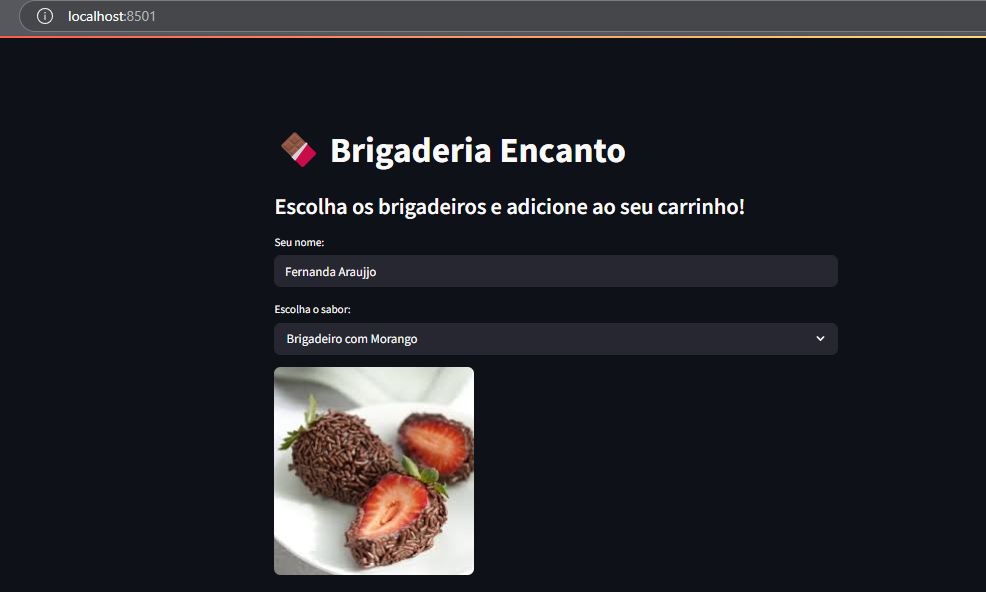 localhost:8501
Brigaderia Encanto
Escolha os brigadeiros e adicione ao seu carrinho!
Seu nome:
Fernanda Araujjo
Escolha o sabor:
Brigadeiro com Morango